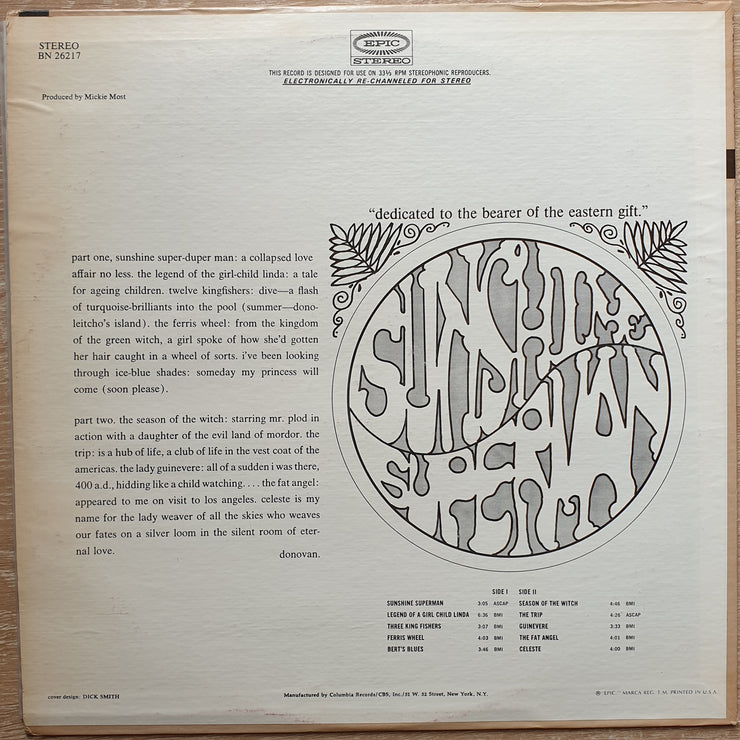 STEREO
BN 26217
EPIC
STEREO
THIS RECORD IS DESIGNED FOR USE ON 33⅓ RPM STEREOPHONIC REPRODUCERS.
ELECTRONICALLY RE-CHANNELED FOR STEREO
Produced by Mickie Most
"dedicated to the bearer of the eastern gift."
part one, sunshine super-duper man: a collapsed love
affair no less. the legend of the girl-child linda: a tale
for ageing children. twelve kingfishers: dive—a flash
of turquoise-brilliants into the pool (summer—dono-
leitcho's island). the ferris wheel: from the kingdom
of the green witch, a girl spoke of how she'd gotten
her hair caught in a wheel of sorts. i've been looking
through ice-blue shades: someday my princess will
come (soon please).
part two. the season of the witch: starring mr. plod in
action with a daughter of the evil land of mordor. the
trip: is a hub of life, a club of life in the vest coat of the
americas. the lady guinevere: all of a sudden i was there,
400 a.d., hidding like a child watching. . . . the fat angel:
appeared to me on visit to los angeles. celeste is my
name for the lady weaver of all the skies who weaves
our fates on a silver loom in the silent room of eter-
nal love.
donovan.
SUNSHINE
SUPERMAN
SIDE I
SUNSHINE SUPERMAN 3:05 ASCAP
LEGEND OF A GIRL CHILD LINDA 6:36 BMI
THREE KING FISHERS 3:07 BMI
FERRIS WHEEL 4:03 BMI
BERT'S BLUES 3:46 BMI
SIDE II
SEASON OF THE WITCH 4:46 BMI
THE TRIP 4:26 ASCAP
GUINEVERE 3:33 BMI
THE FAT ANGEL 4:01 BMI
CELESTE 4:00 BMI
cover design: DICK SMITH
Manufactured by Columbia Records/CBS, Inc./51 W. 52 Street, New York, N.Y.
® "EPIC," MARCA REG. T.M. PRINTED IN U.S.A.